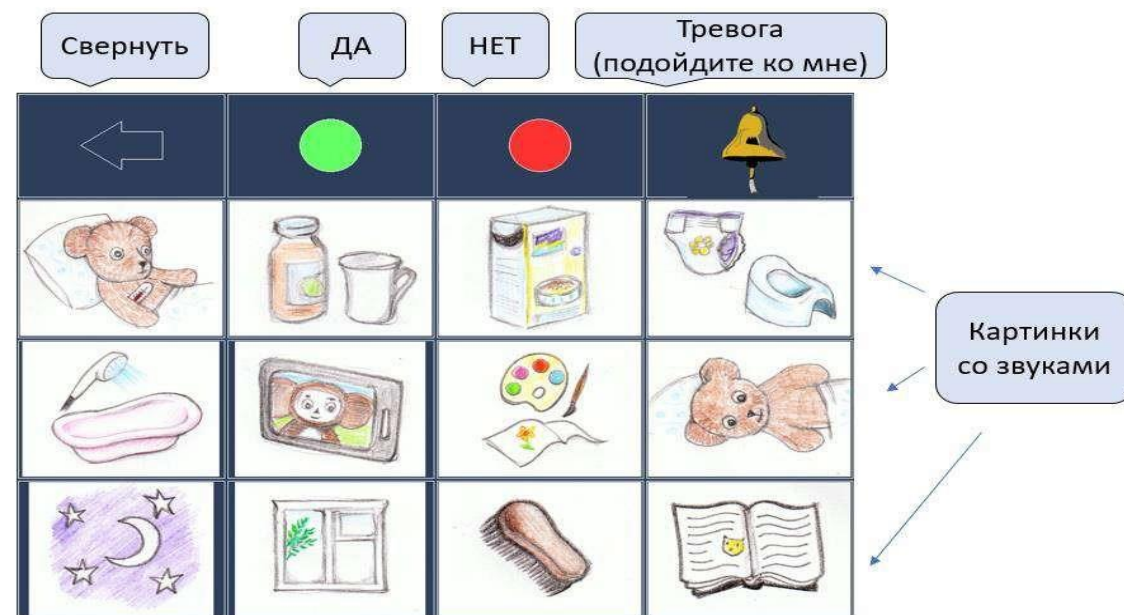 Свернуть
ДА
НЕТ
Тревога
(подойдите ко мне)
Картинки
со звуками